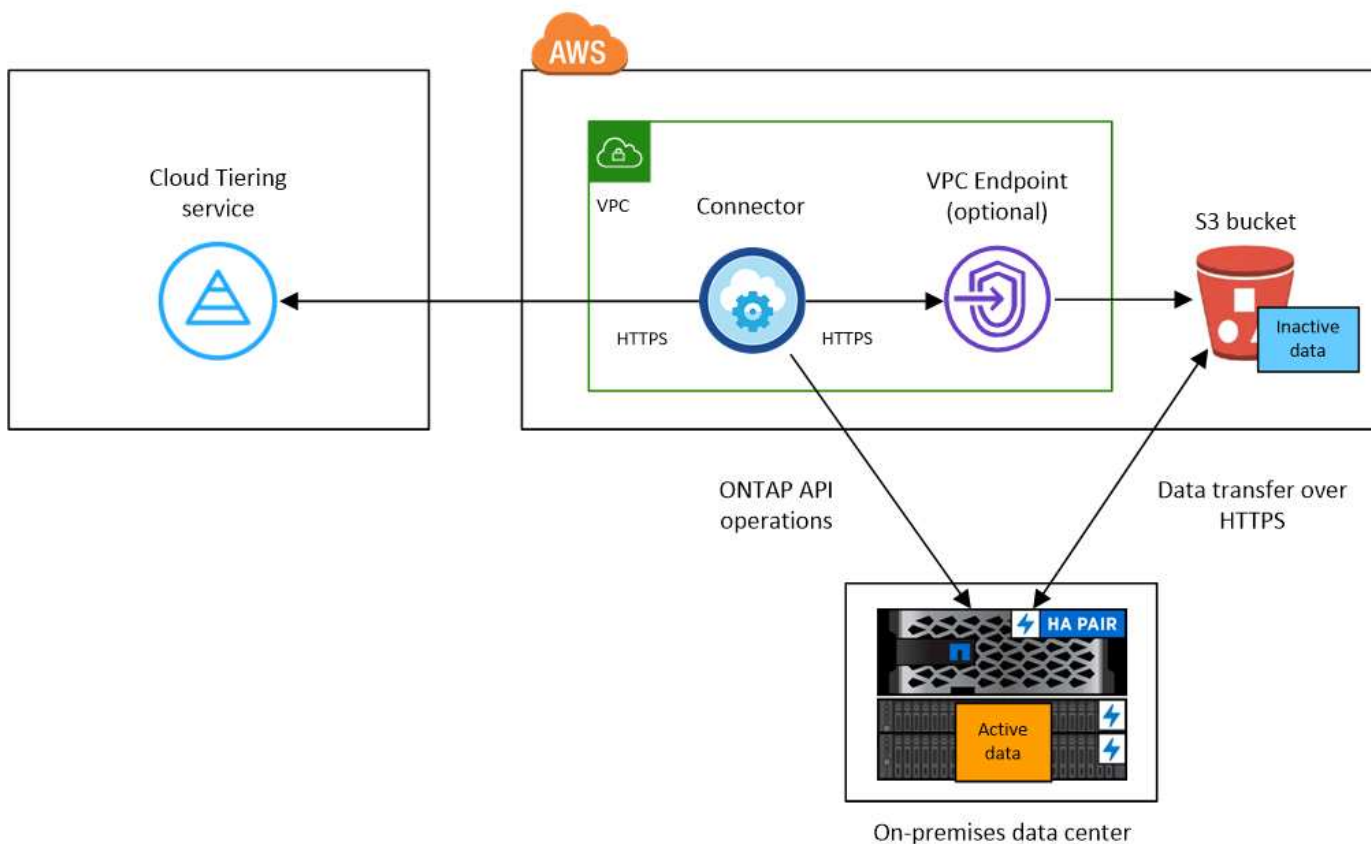 AWS
Cloud Tiering
service
VPC
Connector
VPC Endpoint
(optional)
S3 bucket
Inactive
data
HTTPS
HTTPS
ONTAP API
operations
Data transfer over
HTTPS
HA PAIR
Active
data
On-premises data center